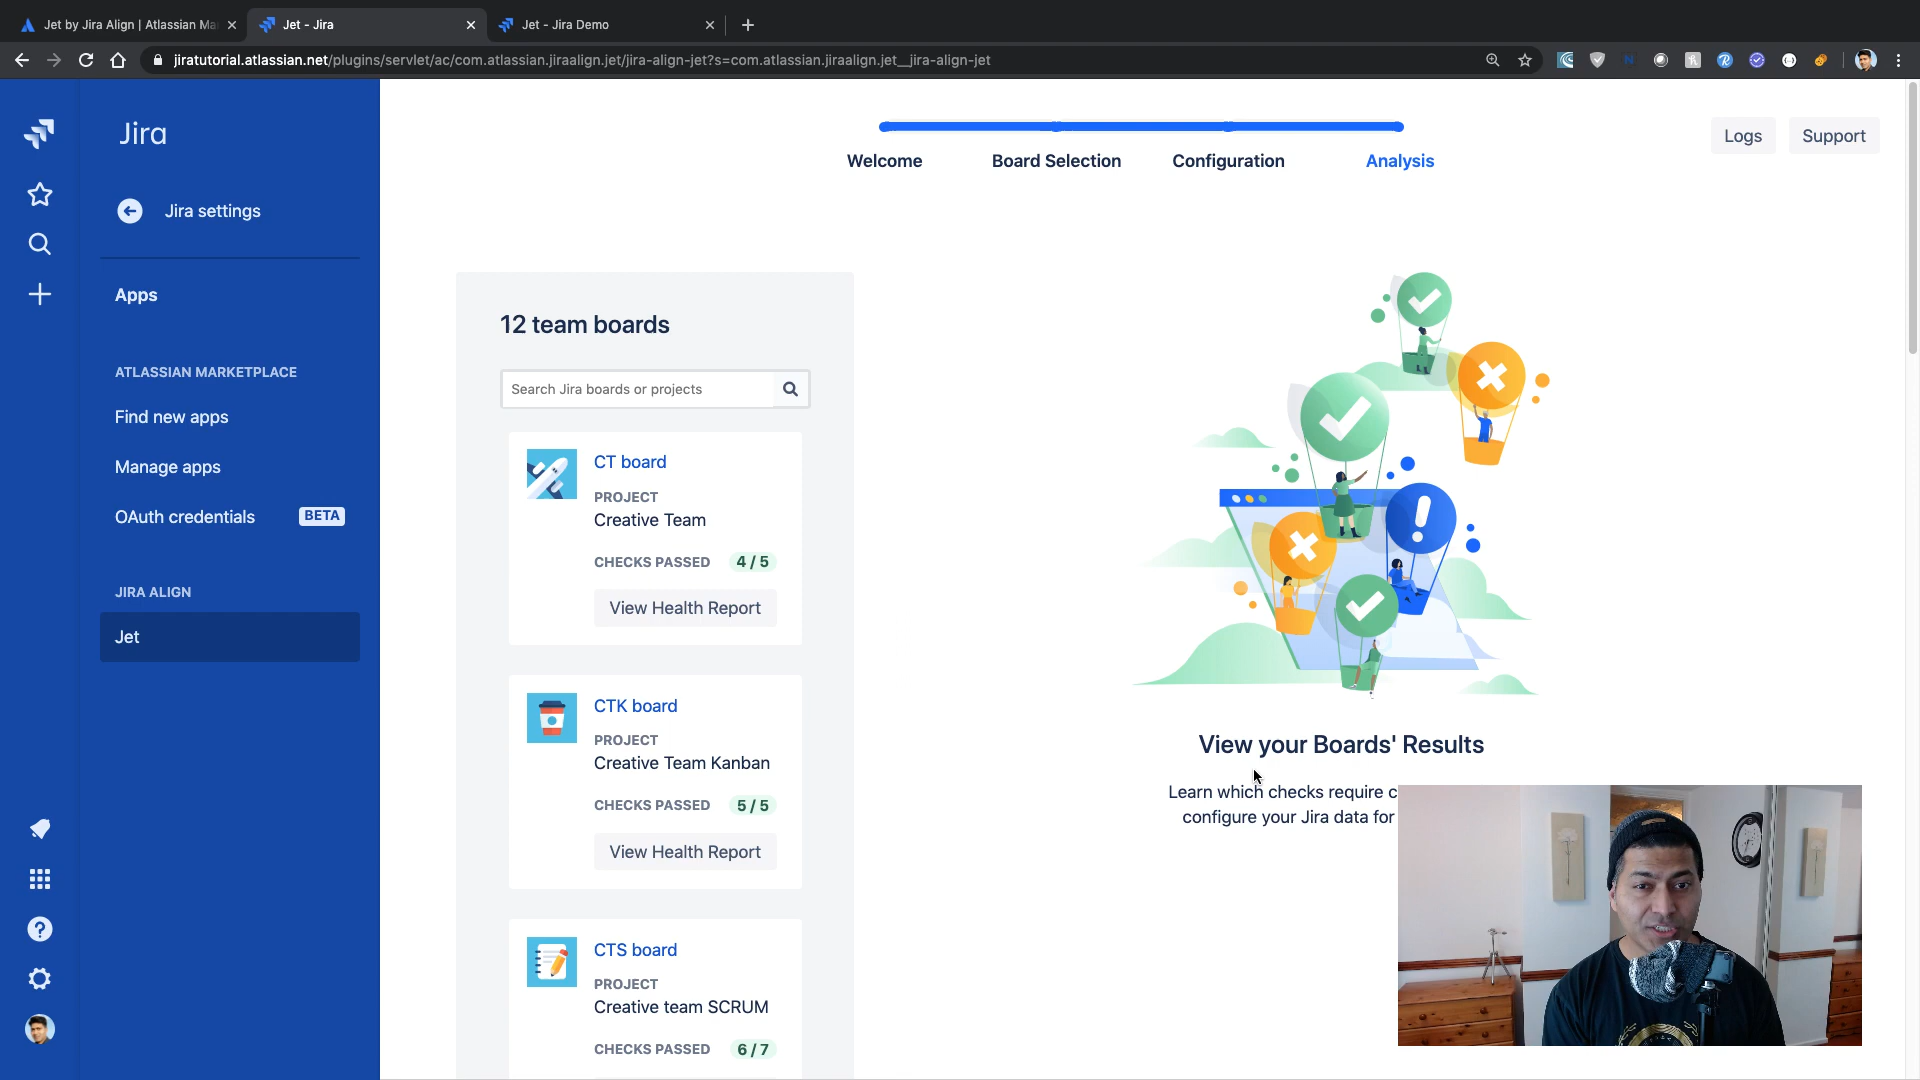 Jet by Jira Align | Atlassian Ma
Jet - Jira
Jet - Jira Demo
jiratutorial.atlassian.net/plugins/servlet/ac/com.atlassian.jiraalign.jet/jira-align-jet?s=com.atlassian.jiraalign.jet__jira-align-jet
Jira
Jira settings
Apps
ATLASSIAN MARKETPLACE
Find new apps
Manage apps
OAuth credentials BETA
JIRA ALIGN
Jet
Welcome
Board Selection
Configuration
Analysis
Logs
Support
12 team boards
Search Jira boards or projects
CT board
PROJECT
Creative Team
CHECKS PASSED 4 / 5
View Health Report
CTK board
PROJECT
Creative Team Kanban
CHECKS PASSED 5 / 5
View Health Report
CTS board
PROJECT
Creative team SCRUM
CHECKS PASSED 6 / 7
View your Boards' Results
Learn which checks require c
configure your Jira data for